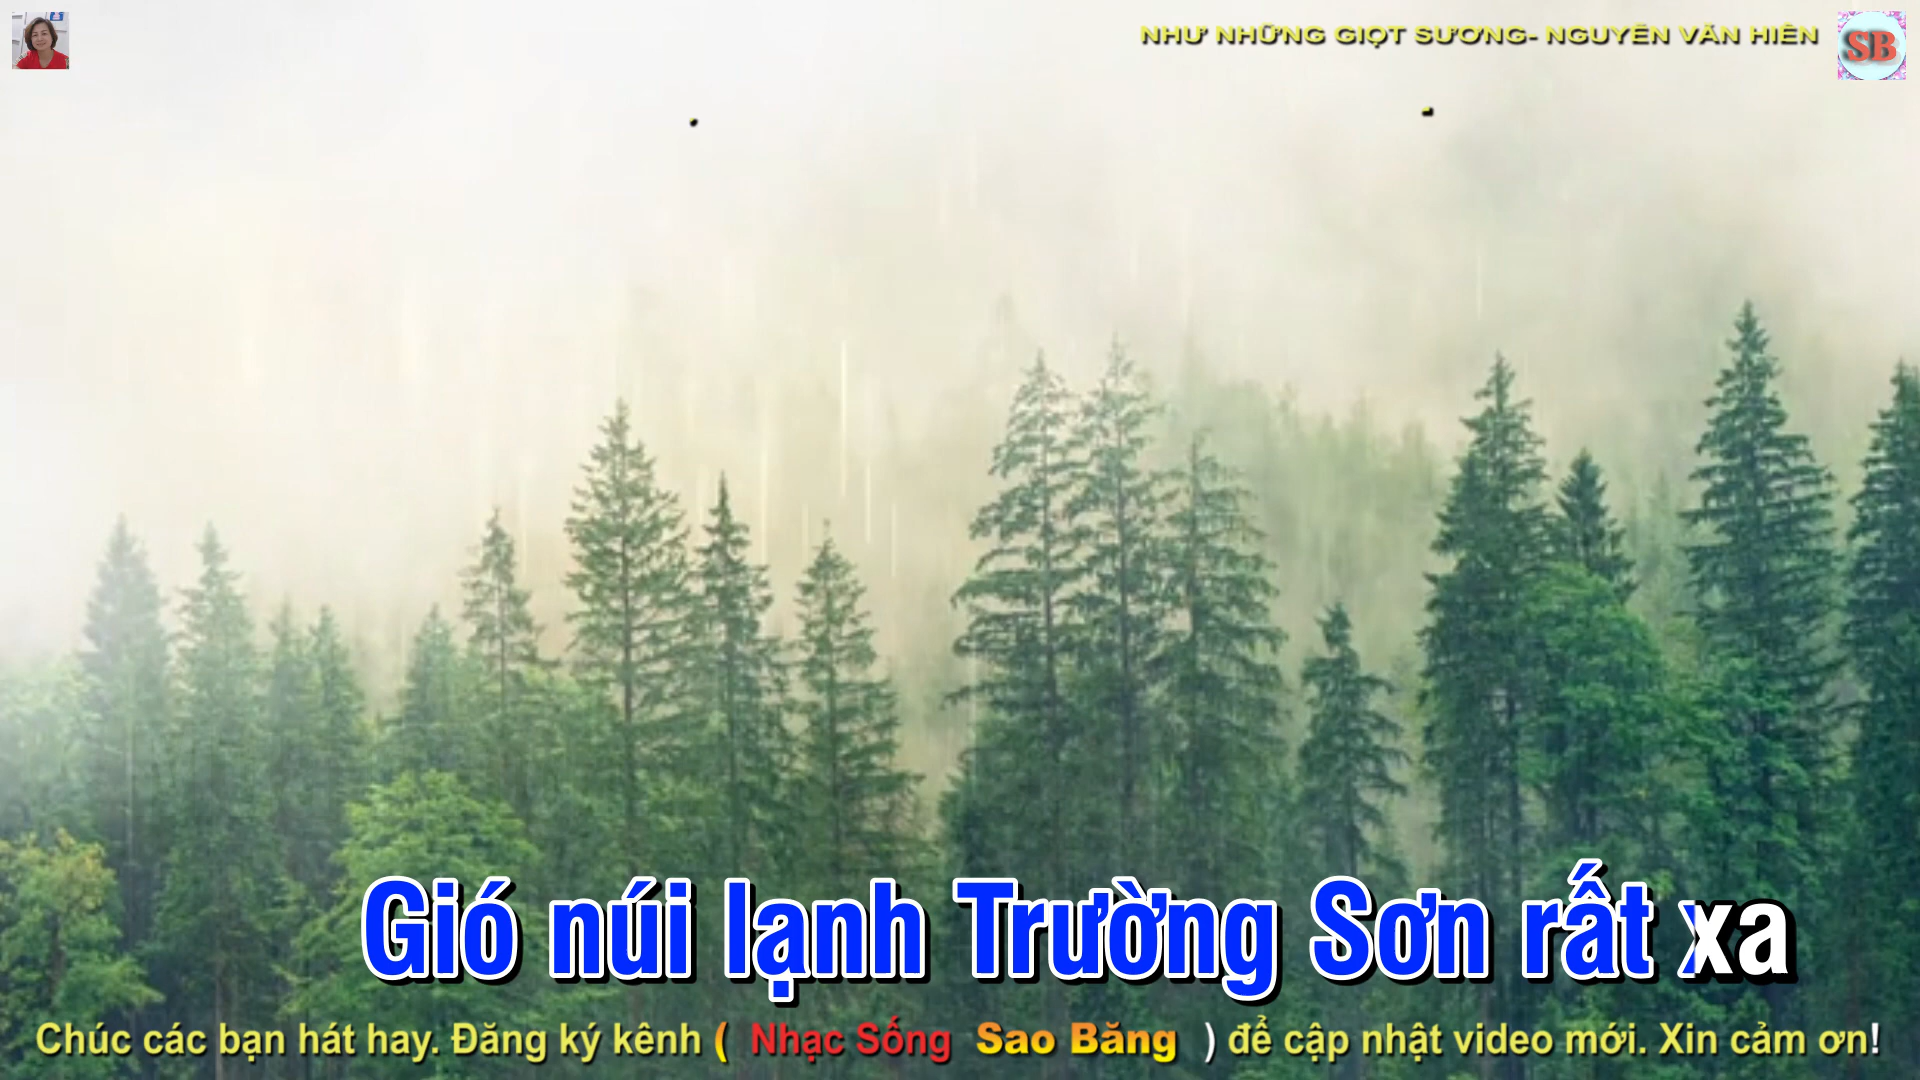 NHƯ NHỮNG GIỌT SƯƠNG- NGUYỄN VĂN HIÊN
SB
Gió núi lạnh Trường Sơn rất xa
Chúc các bạn hát hay. Đăng ký kênh ( Nhạc Sống Sao Băng ) để cập nhật video mới. Xin cảm ơn!